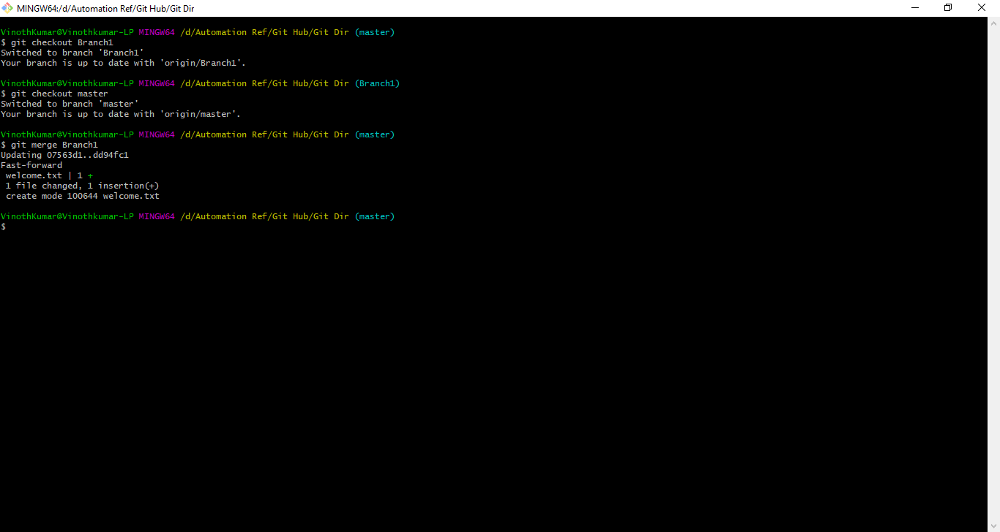 MINGW64:/d/Automation Ref/Git Hub/Git Dir
VinothKumar@Vinothkumar-LP MINGW64 /d/Automation Ref/Git Hub/Git Dir (master)
$ git checkout Branch1
Switched to branch 'Branch1'
Your branch is up to date with 'origin/Branch1'.
VinothKumar@Vinothkumar-LP MINGW64 /d/Automation Ref/Git Hub/Git Dir (Branch1)
$ git checkout master
Switched to branch 'master'
Your branch is up to date with 'origin/master'.
VinothKumar@Vinothkumar-LP MINGW64 /d/Automation Ref/Git Hub/Git Dir (master)
$ git merge Branch1
Updating 07563d1..dd94fc1
Fast-forward
 welcome.txt | 1 +
 1 file changed, 1 insertion(+)
 create mode 100644 welcome.txt
VinothKumar@Vinothkumar-LP MINGW64 /d/Automation Ref/Git Hub/Git Dir (master)
$